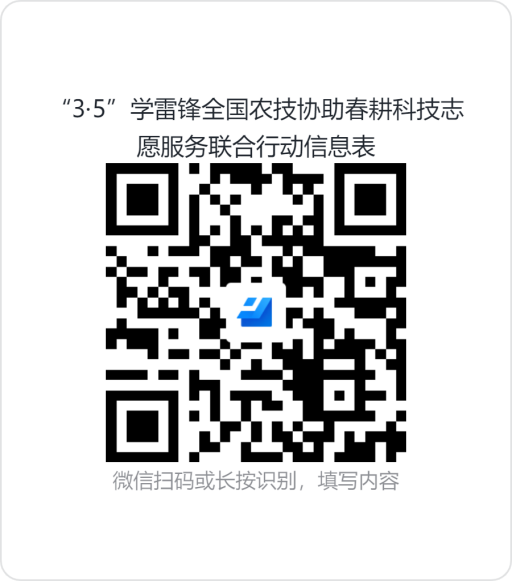 “3·5”学雷锋全国农技协助春耕科技志
愿服务联合行动信息表
微信扫码或长按识别，填写内容